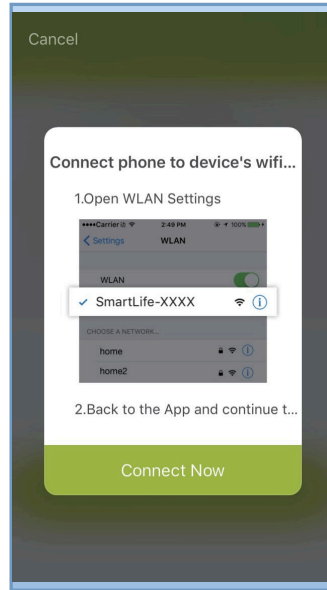 Cancel
Connect phone to device's wifi...
1.Open WLAN Settings
Carrier 2:49 PM 100%
Settings WLAN
WLAN
SmartLife-XXXX
CHOOSE A NETWORK...
home
home2
2.Back to the App and continue t...
Connect Now